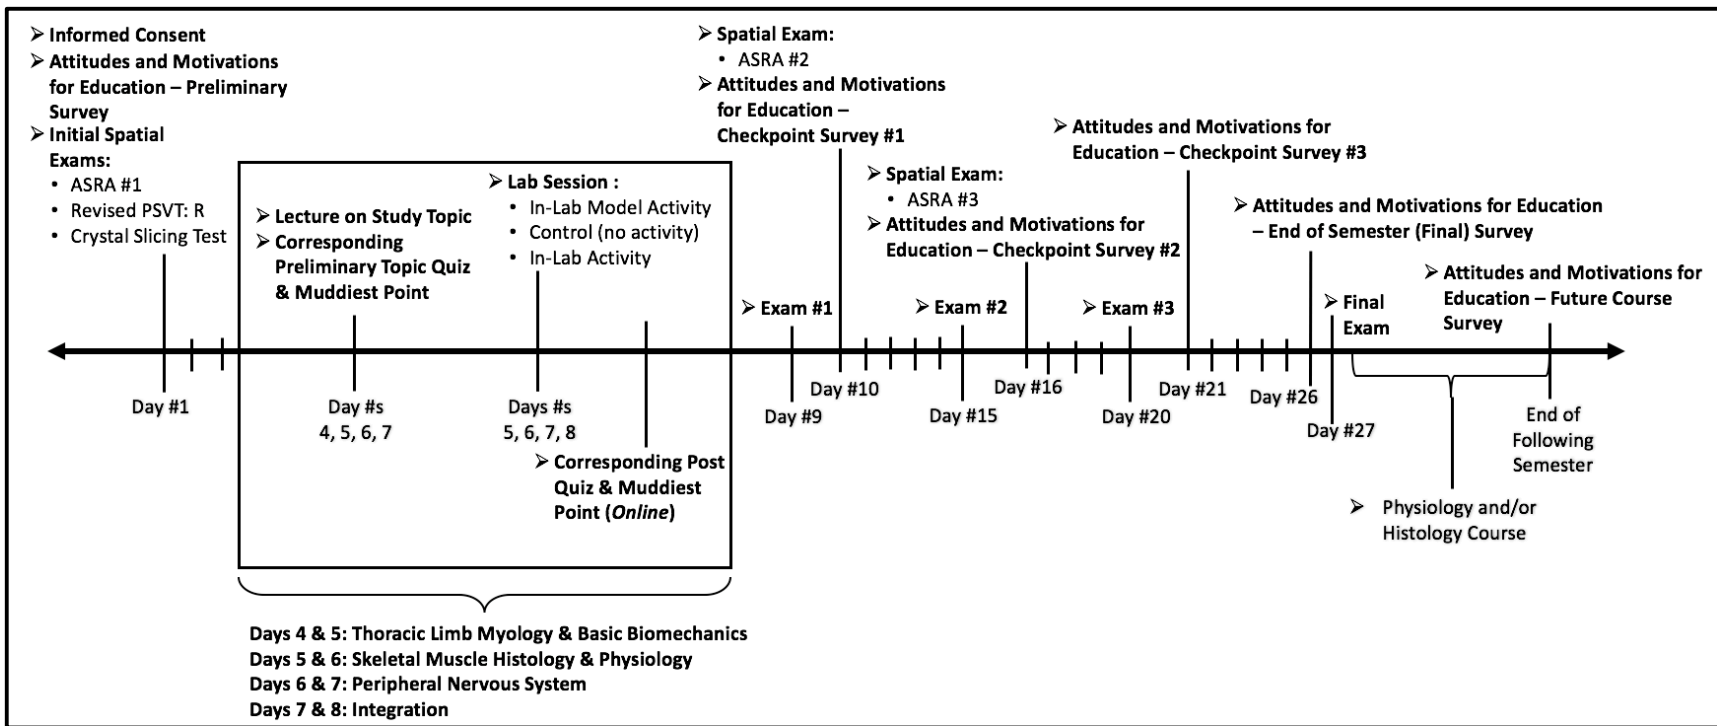 ➢ Informed Consent
➢ Attitudes and Motivations
for Education – Preliminary
Survey
➢ Initial Spatial
Exams:
• ASRA #1
• Revised PSVT: R
• Crystal Slicing Test
➢ Lecture on Study Topic
➢ Corresponding
Preliminary Topic Quiz
& Muddiest Point
➢ Lab Session :
• In-Lab Model Activity
• Control (no activity)
• In-Lab Activity
➢ Spatial Exam:
• ASRA #2
➢ Attitudes and Motivations
for Education –
Checkpoint Survey #1
➢ Spatial Exam:
• ASRA #3
➢ Attitudes and Motivations for
Education – Checkpoint Survey #2
➢ Attitudes and Motivations for
Education – Checkpoint Survey #3
➢ Attitudes and Motivations for Education
– End of Semester (Final) Survey
➢ Attitudes and Motivations for
Education – Future Course
Survey
➢ Exam #1
➢ Exam #2
➢ Exam #3
➢ Final
Exam
Day #1
Day #s
4, 5, 6, 7
Days #s
5, 6, 7, 8
➢ Corresponding Post
Quiz & Muddiest
Point (Online)
Day #9
Day #10
Day #15
Day #16
Day #20
Day #21
Day #26
Day #27
End of
Following
Semester
➢ Physiology and/or
Histology Course
Days 4 & 5: Thoracic Limb Myology & Basic Biomechanics
Days 5 & 6: Skeletal Muscle Histology & Physiology
Days 6 & 7: Peripheral Nervous System
Days 7 & 8: Integration